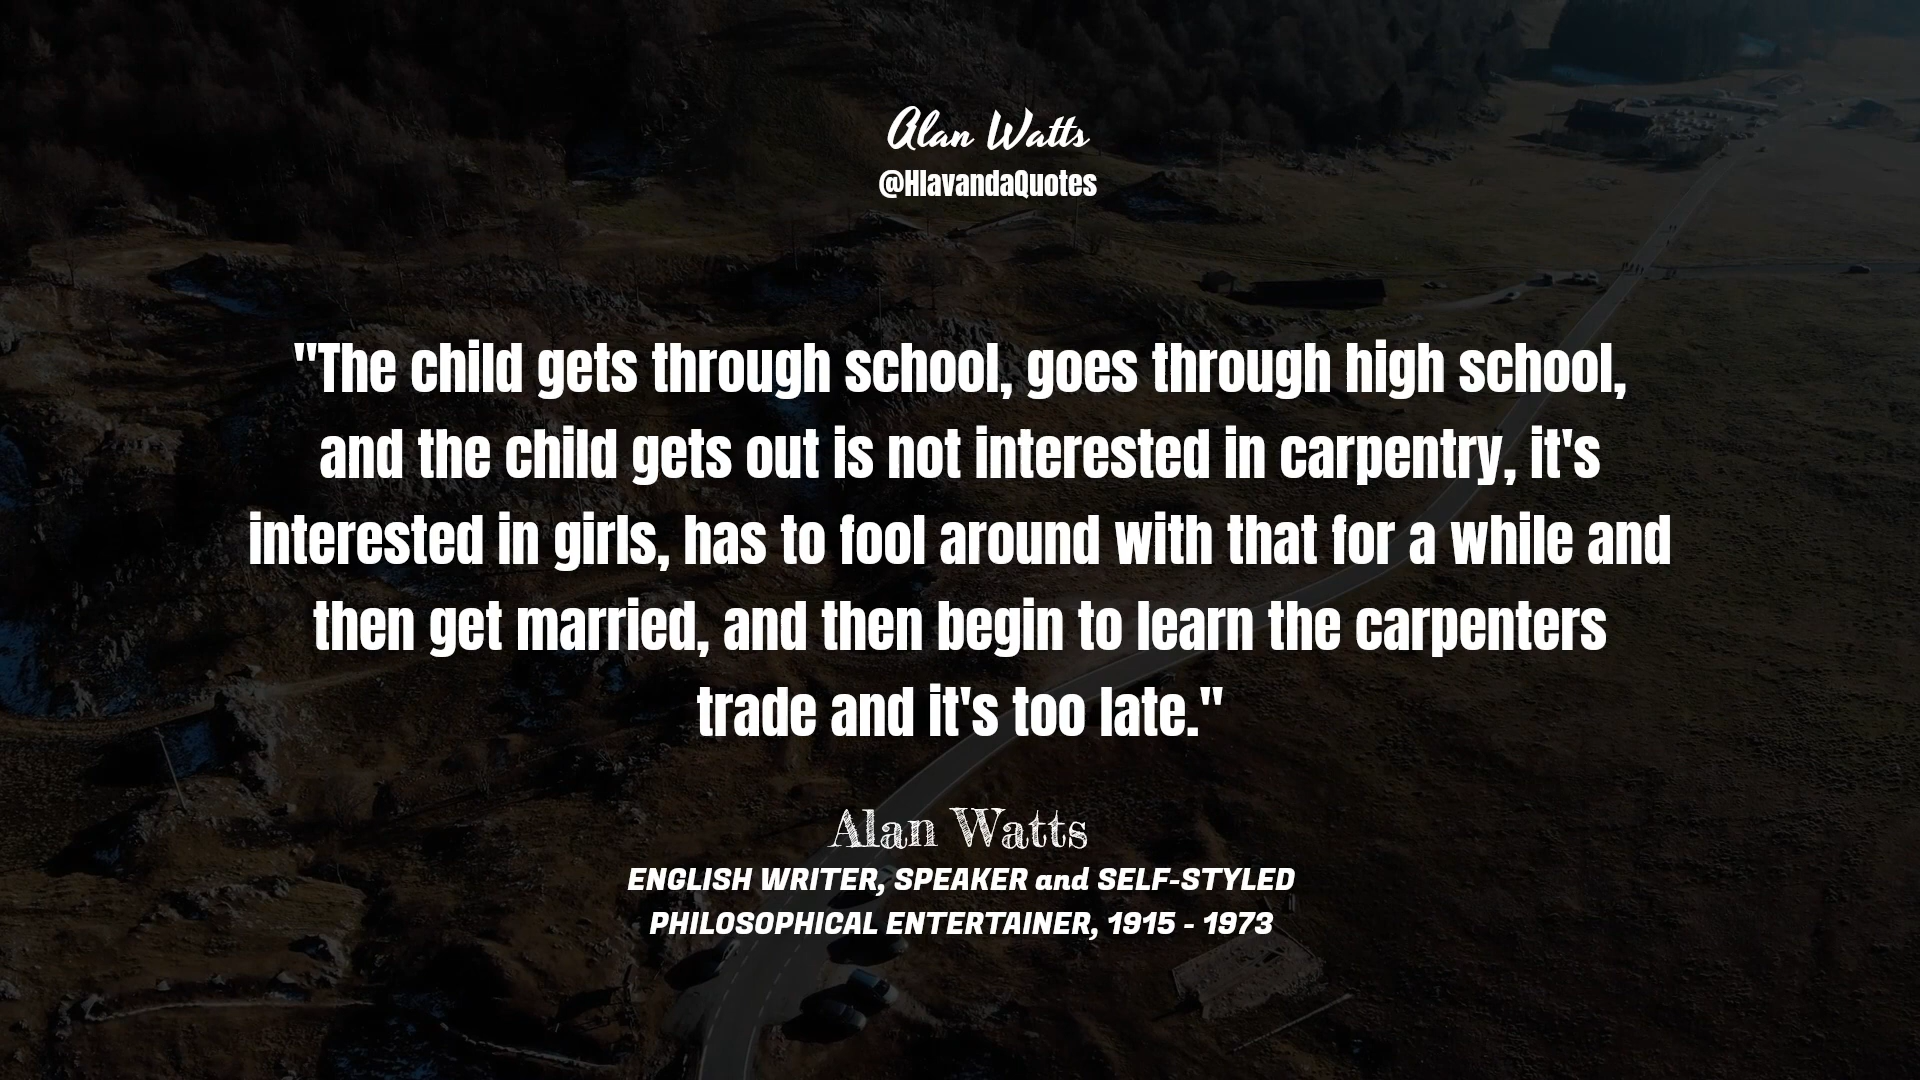 Alan Watts
@HlavandaQuotes
"The child gets through school, goes through high school,
and the child gets out is not interested in carpentry, it's
interested in girls, has to fool around with that for a while and
then get married, and then begin to learn the carpenters
trade and it's too late."
Alan Watts
ENGLISH WRITER, SPEAKER and SELF-STYLED
PHILOSOPHICAL ENTERTAINER, 1915 - 1973